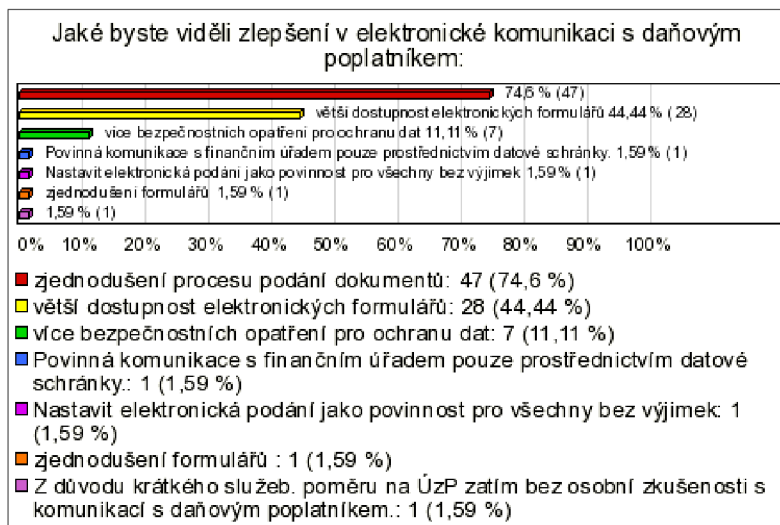 Jaké byste viděli zlepšení v elektronické komunikaci s daňovým
poplatníkem:
74,6 % (47)
větší dostupnost elektronických formulářů 44,44 % (28)
více bezpečnostních opatření pro ochranu dat 11,11 % (7)
Povinná komunikace s finančním úřadem pouze prostřednictvím datové schránky. 1,59 % (1)
Nastavit elektronická podání jako povinnost pro všechny bez výjimek 1,59 % (1)
zjednodušení formulářů 1,59 % (1)
1,59 % (1)
0% 10% 20% 30% 40% 50% 60% 70% 80% 90% 100%
zjednodušení procesu podání dokumentů: 47 (74,6 %)
větší dostupnost elektronických formulářů: 28 (44,44 %)
více bezpečnostních opatření pro ochranu dat: 7 (11,11 %)
Povinná komunikace s finančním úřadem pouze prostřednictvím datové
schránky.: 1 (1,59 %)
Nastavit elektronická podání jako povinnost pro všechny bez výjimek: 1
(1,59 %)
zjednodušení formulářů : 1 (1,59 %)
Z důvodu krátkého služeb. poměru na ÚzP zatím bez osobní zkušenosti s
komunikací s daňovým poplatníkem.: 1 (1,59 %)